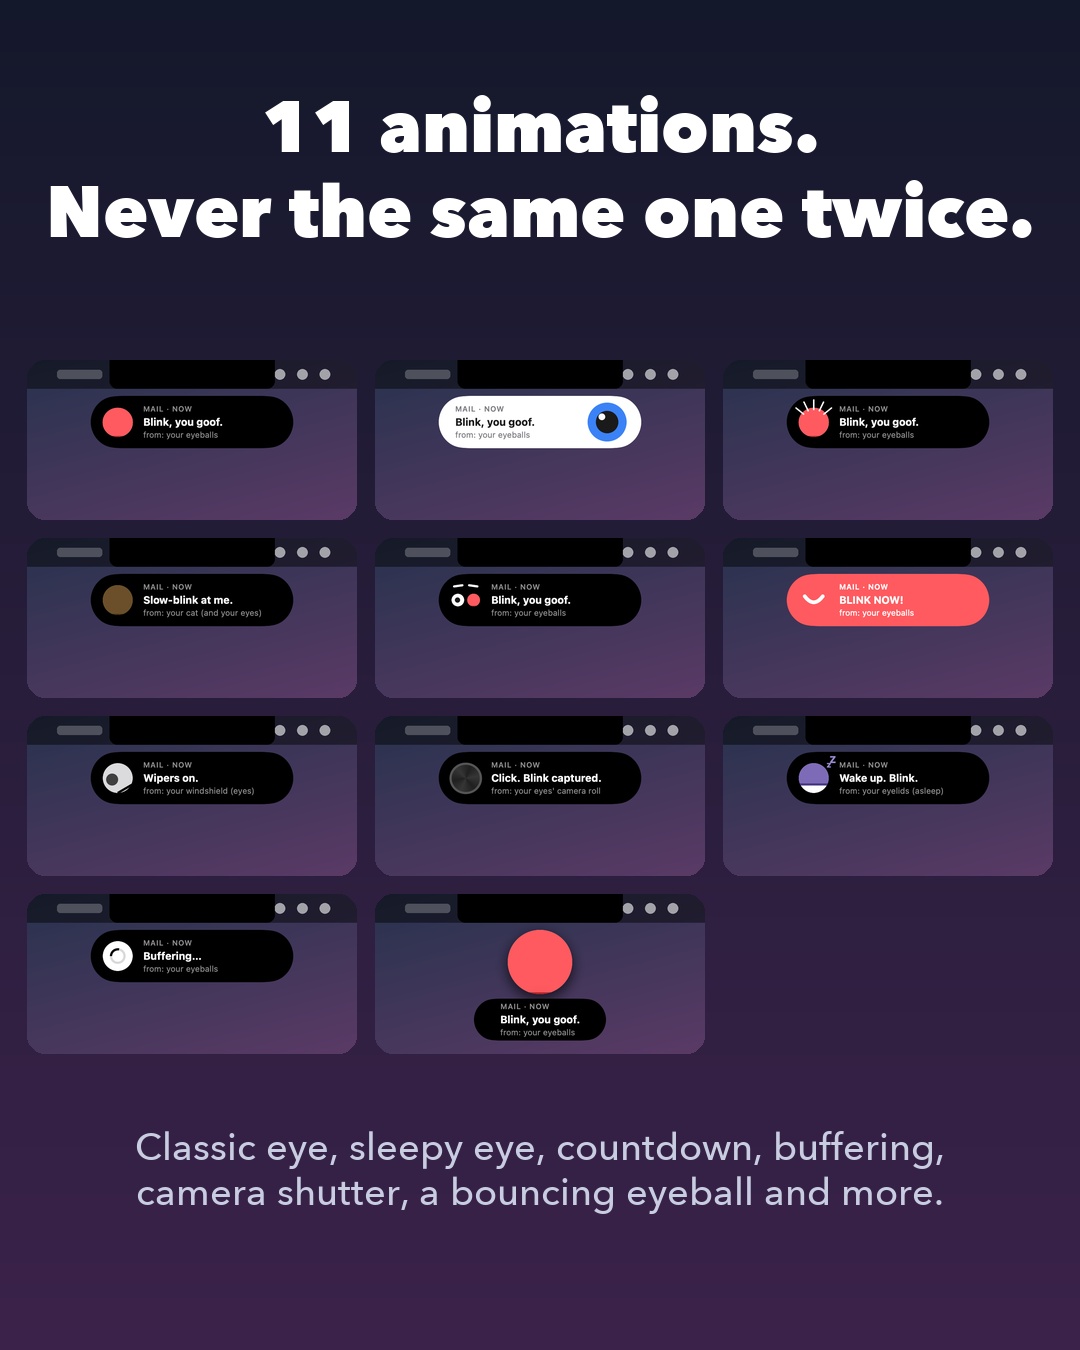 11 animations.
Never the same one twice.
MAIL · NOW
Blink, you goof.
from: your eyeballs
MAIL · NOW
Blink, you goof.
from: your eyeballs
MAIL · NOW
Blink, you goof.
from: your eyeballs
MAIL · NOW
Slow-blink at me.
from: your cat (and your eyes)
MAIL · NOW
Blink, you goof.
from: your eyeballs
MAIL · NOW
BLINK NOW!
from: your eyeballs
MAIL · NOW
Wipers on.
from: your windshield (eyes)
MAIL · NOW
Click. Blink captured.
from: your eyes' camera roll
z
z
MAIL · NOW
Wake up. Blink.
from: your eyelids (asleep)
MAIL · NOW
Buffering...
from: your eyeballs
MAIL · NOW
Blink, you goof.
from: your eyeballs
Classic eye, sleepy eye, countdown, buffering,
camera shutter, a bouncing eyeball and more.